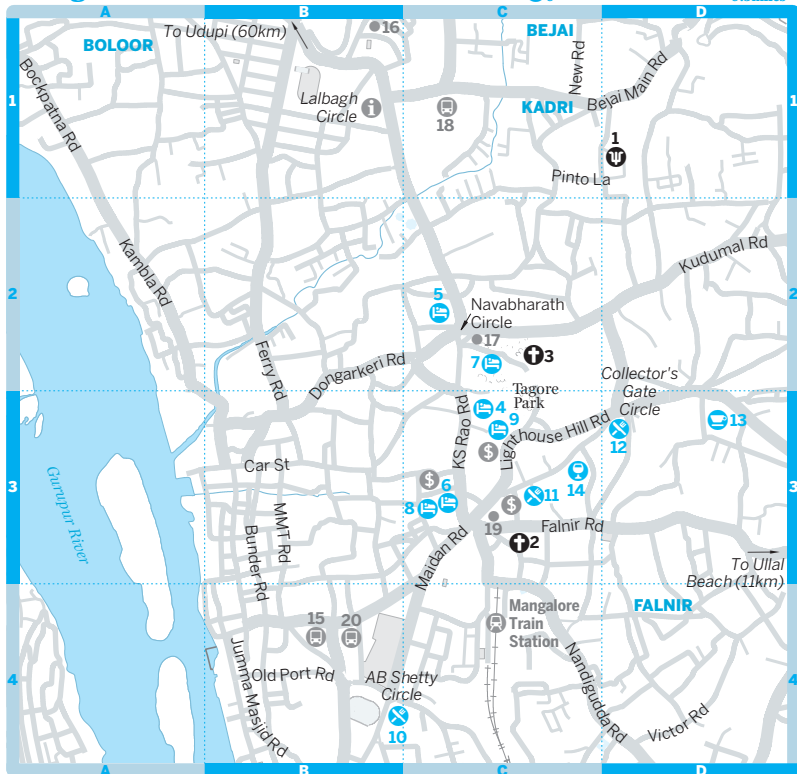 A
B
C
D
To Udupi (60km)
16
BEJAI
BOLOOR
New Rd
Bejai Main Rd
Bockpatna Rd
1
1
Lalbagh
Circle
i
18
KADRI
1
Pinto La
Kudumal Rd
Kambla Rd
2
2
5
Navabharath
Circle
17
3
7
Ferry Rd
Dongarkeri Rd
Collector's
Gate
Circle
Tagore
Park
4
9
KS Rao Rd
Lighthouse Hill Rd
13
12
$
Car St
Gurupur River
3
3
$
6
8
11
14
$
19
MMT Rd
Bunder Rd
Maidan Rd
Falnir Rd
2
To Ullal
Beach (11km)
FALNIR
Mangalore
Train
Station
15
20
Jumma Masjid Rd
Old Port Rd
AB Shetty
Circle
Nandigudda Rd
4
4
10
Victor Rd
A
B
C
D